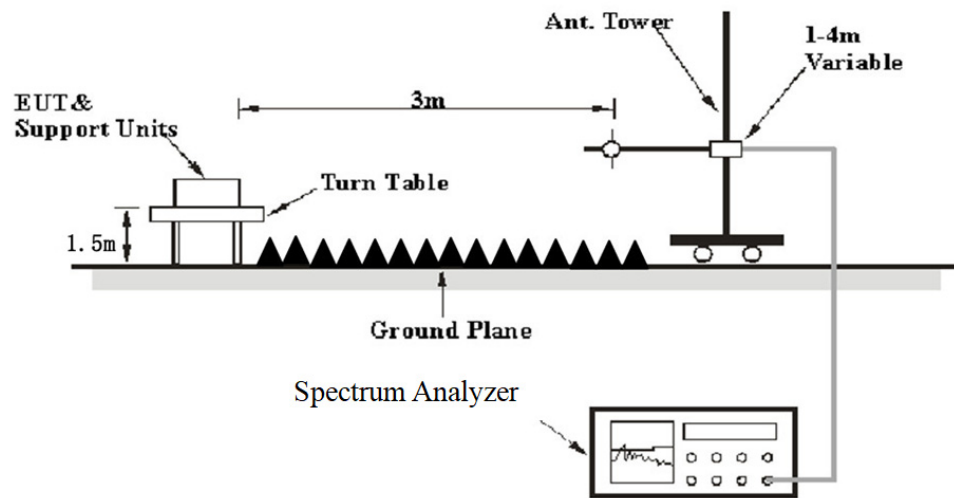 Ant. Tower
1-4m
Variable
EUT&
Support Units
3m
Turn Table
1.5m
Ground Plane
Spectrum Analyzer